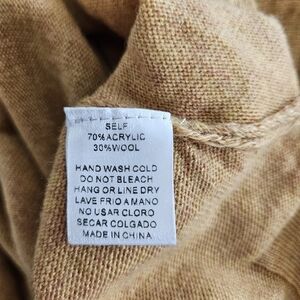 SELF
70%ACRYLIC
30%WOOL
HAND WASH COLD
DO NOT BLEACH
HANG OR LINE DRY
LAVE FRIO A MANO
NO USAR CLORO
SECAR COLGADO
MADE IN CHINA